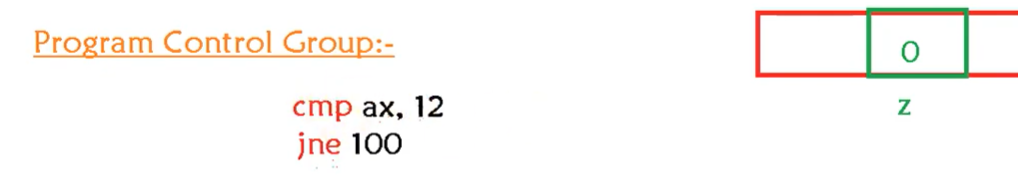 Program Control Group:-
0
cmp ax, 12
z
jne 100